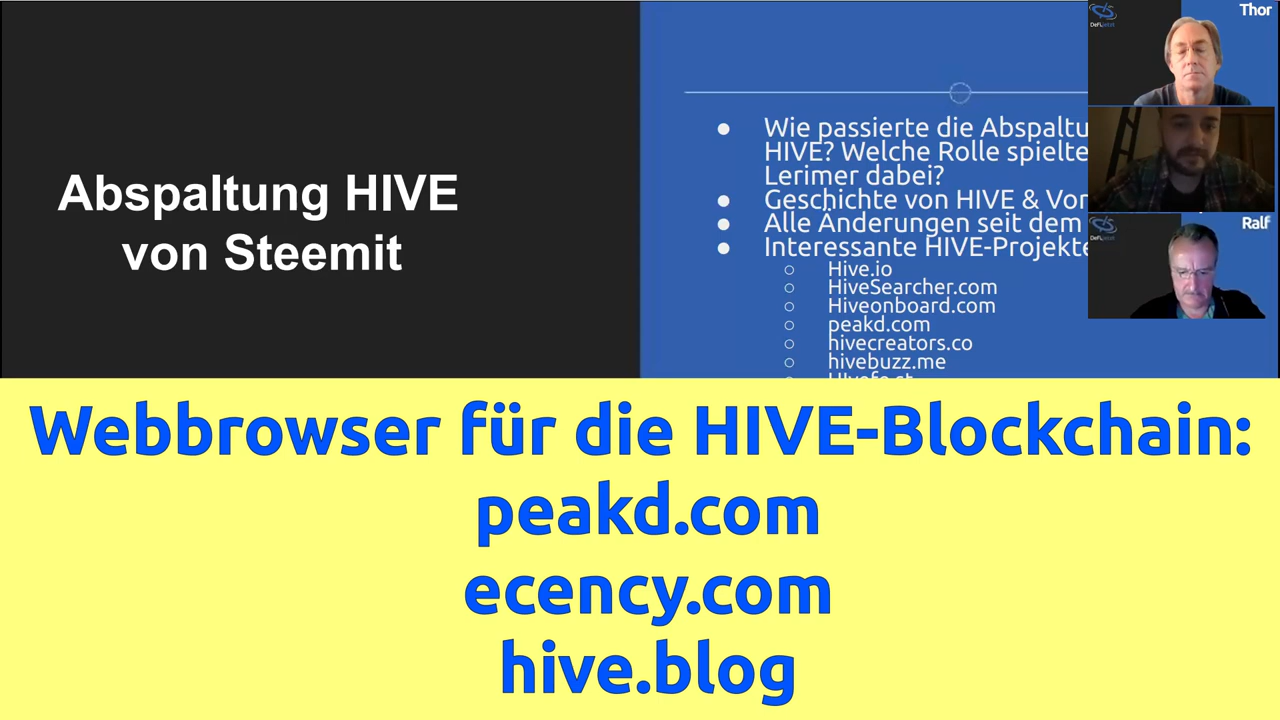 Abspaltung HIVE
von Steemit
Wie passierte die Abspaltu
HIVE? Welche Rolle spielte
Lerimer dabei?
Geschichte von HIVE & Vor
Alle Änderungen seit dem
Interessante HIVE-Projekte
Hive.io
HiveSearcher.com
Hiveonboard.com
peakd.com
hivecreators.co
hivebuzz.me
Thor
Ralf
Webbrowser für die HIVE-Blockchain:
peakd.com
ecency.com
hive.blog